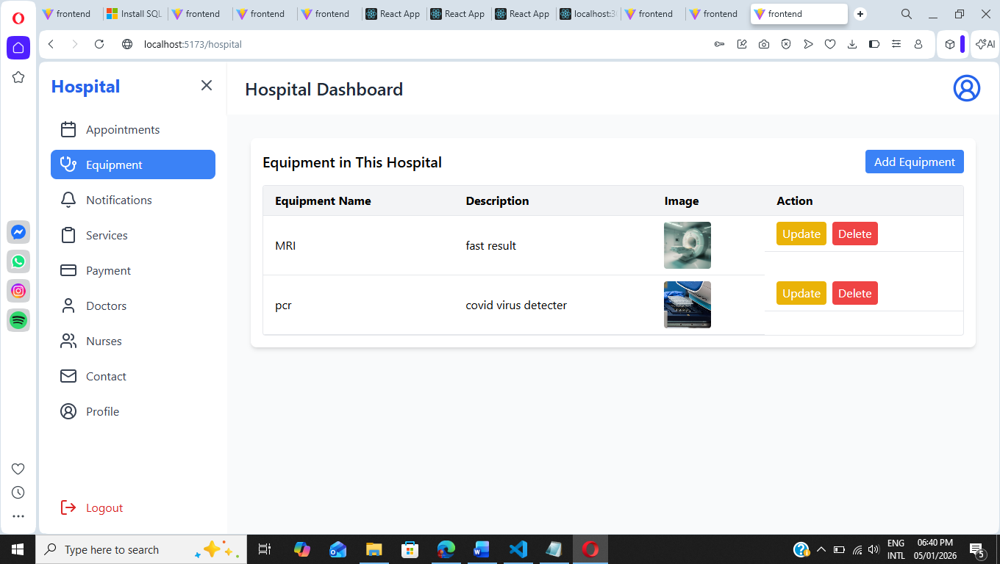 frontend
Install SQL
frontend
frontend
frontend
React App
React App
React App
localhost:3
frontend
frontend
frontend
localhost:5173/hospital
AI
Hospital
Hospital Dashboard
Appointments
Equipment
Notifications
Services
Payment
Doctors
Nurses
Contact
Profile
Logout
Equipment in This Hospital
Add Equipment
Equipment Name Description Image Action
MRI fast result Update Delete
pcr covid virus detecter Update Delete
Type here to search
ENG
INTL
06:40 PM
05/01/2026
5